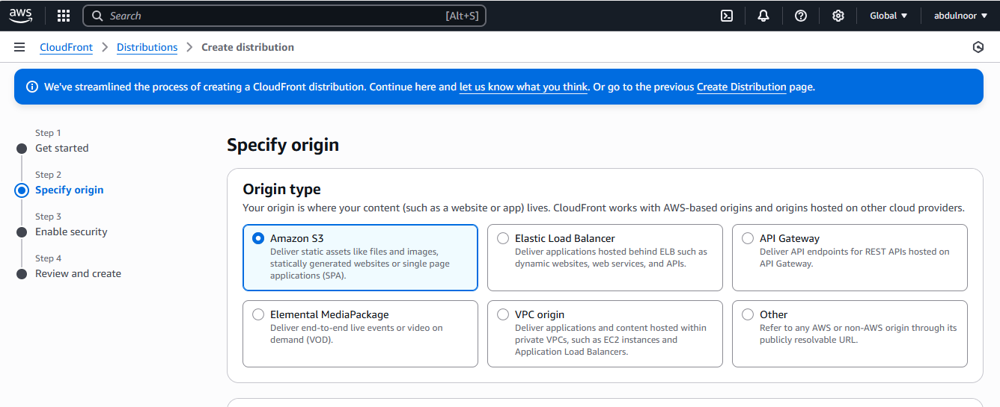 aws
Search [Alt+S]
Global abdulnoor
CloudFront Distributions Create distribution
We've streamlined the process of creating a CloudFront distribution. Continue here and let us know what you think. Or go to the previous Create Distribution page.
Step 1
Get started
Step 2
Specify origin
Step 3
Enable security
Step 4
Review and create
Specify origin
Origin type
Your origin is where your content (such as a website or app) lives. CloudFront works with AWS-based origins and origins hosted on other cloud providers.
Amazon S3
Deliver static assets like files and images,
statically generated websites or single page
applications (SPA).
Elastic Load Balancer
Deliver applications hosted behind ELB such as
dynamic websites, web services, and APIs.
API Gateway
Deliver API endpoints for REST APIs hosted on
API Gateway.
Elemental MediaPackage
Deliver end-to-end live events or video on
demand (VOD).
VPC origin
Deliver applications and content hosted within
private VPCs, such as EC2 instances and
Application Load Balancers.
Other
Refer to any AWS or non-AWS origin through its
publicly resolvable URL.